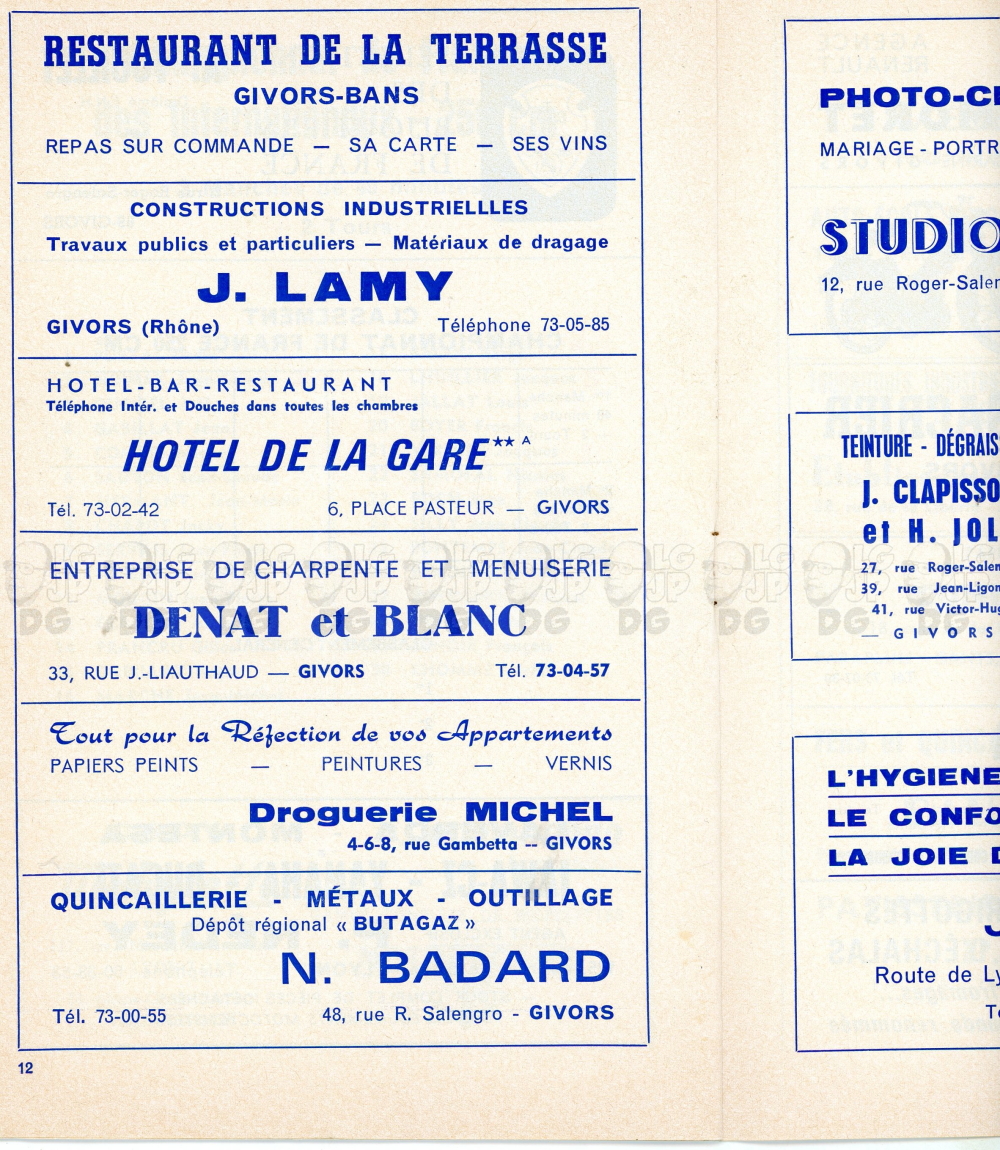 RESTAURANT DE LA TERRASSE
GIVORS-BANS
REPAS SUR COMMANDE — SA CARTE — SES VINS
CONSTRUCTIONS INDUSTRIELLLES
Travaux publics et particuliers — Matériaux de dragage
J. LAMY
GIVORS (Rhône) Téléphone 73-05-85
HOTEL-BAR-RESTAURANT
Téléphone Intér. et Douches dans toutes les chambres
HOTEL DE LA GARE** A
Tél. 73-02-42 6, PLACE PASTEUR — GIVORS
ENTREPRISE DE CHARPENTE ET MENUISERIE
DENAT et BLANC
33, RUE J.-LIAUTHAUD — GIVORS Tél. 73-04-57
Tout pour la Réfection de vos Appartements
PAPIERS PEINTS — PEINTURES — VERNIS
Droguerie MICHEL
4-6-8, rue Gambetta -- GIVORS
QUINCAILLERIE - MÉTAUX - OUTILLAGE
Dépôt régional « BUTAGAZ »
N. BADARD
Tél. 73-00-55 48, rue R. Salengro - GIVORS
12
PHOTO-CI
MARIAGE - PORTR
STUDIO
12, rue Roger-Salen
TEINTURE - DÉGRAIS
J. CLAPISSO
et H. JOL
27, rue Roger-Salen
39, rue Jean-Ligon
41, rue Victor-Hug
— GIVORS
L'HYGIENE
LE CONFO
LA JOIE D
J
Route de Ly
Té